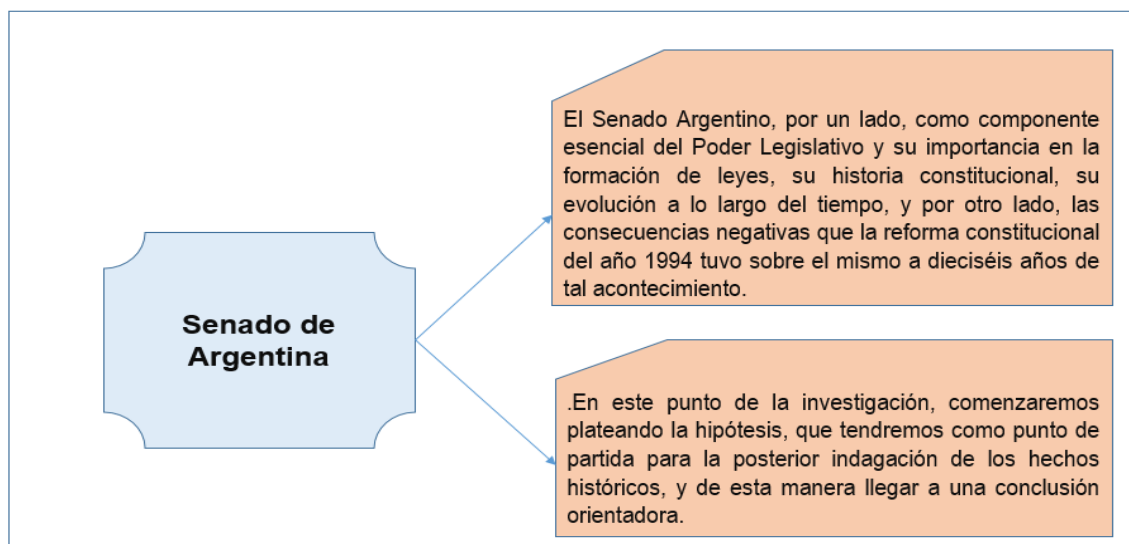 Senado de
Argentina
El Senado Argentino, por un lado, como componente
esencial del Poder Legislativo y su importancia en la
formación de leyes, su historia constitucional, su
evolución a lo largo del tiempo, y por otro lado, las
consecuencias negativas que la reforma constitucional
del año 1994 tuvo sobre el mismo a dieciséis años de
tal acontecimiento.
.En este punto de la investigación, comenzaremos
plateando la hipótesis, que tendremos como punto de
partida para la posterior indagación de los hechos
históricos, y de esta manera llegar a una conclusión
orientadora.